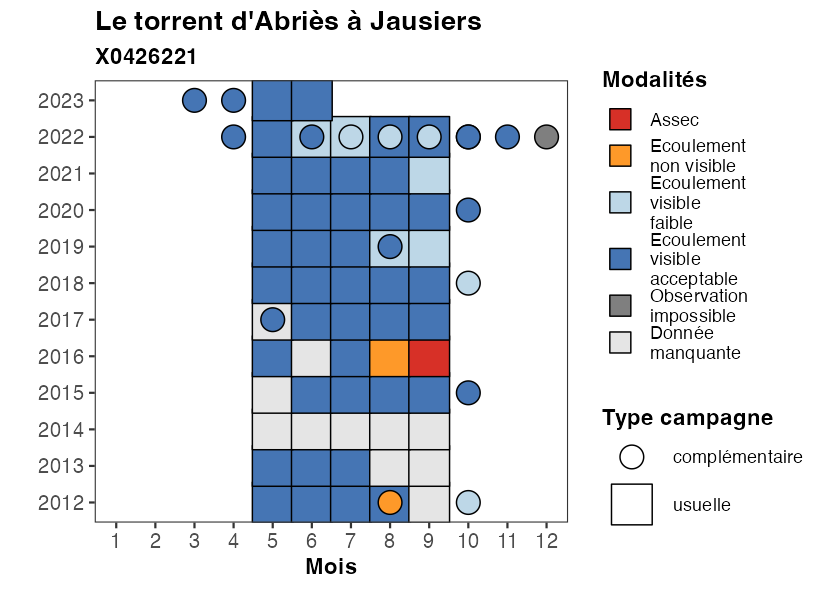 Le torrent d'Abriès à Jausiers
X0426221
2023
2022
2021
2020
2019
2018
2017
2016
2015
2014
2013
2012
1 2 3 4 5 6 7 8 9 10 11 12
Mois
Modalités
Assec
Ecoulement
non visible
Ecoulement
visible
faible
Ecoulement
visible
acceptable
Observation
impossible
Donnée
manquante
Type campagne
complémentaire
usuelle